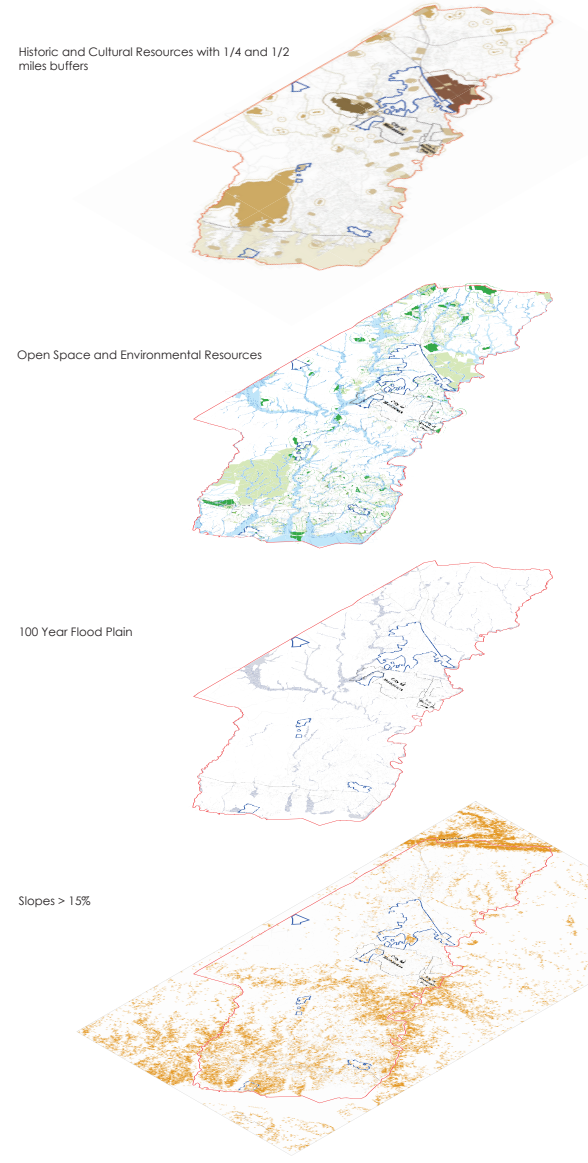 Historic and Cultural Resources with 1/4 and 1/2
miles buffers
Open Space and Environmental Resources
100 Year Flood Plain
Slopes > 15%